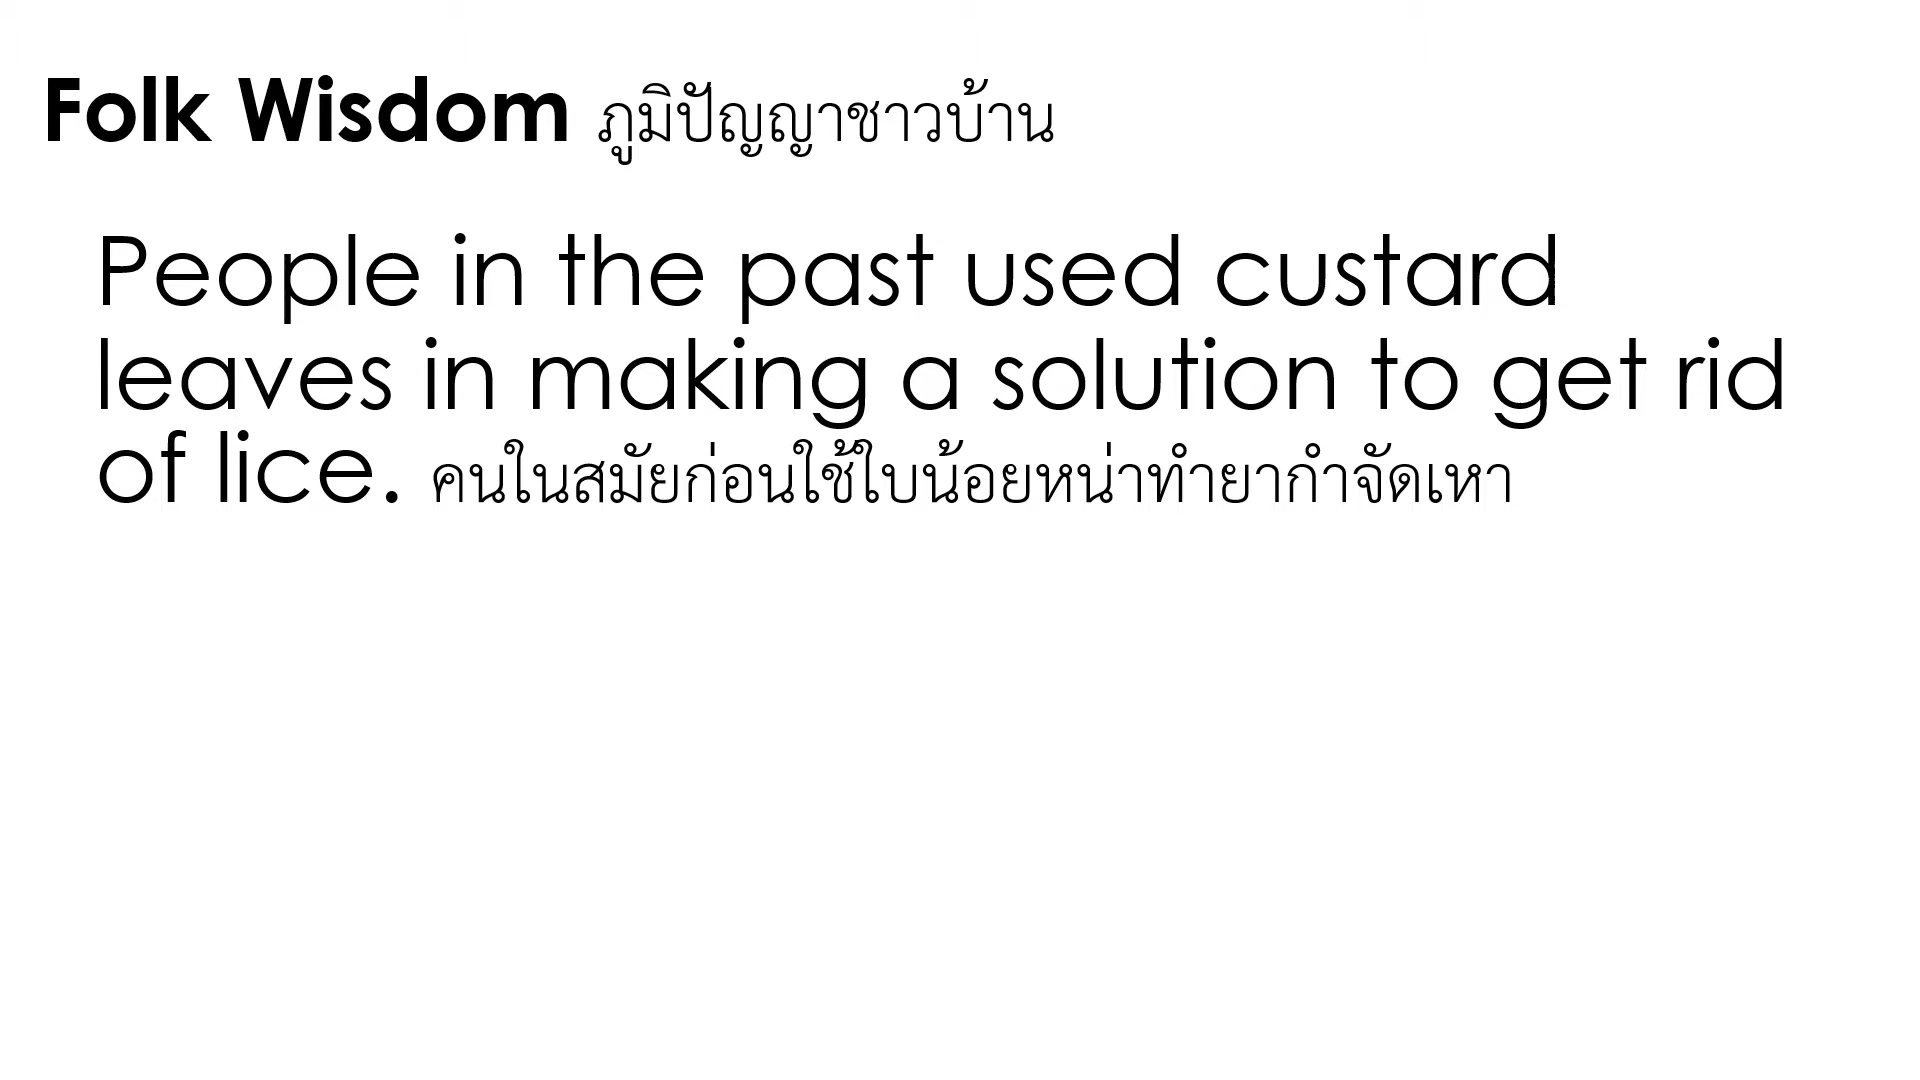 Folk Wisdom ภูมิปัญญาชาวบ้าน
People in the past used custard
leaves in making a solution to get rid
of lice. คนในสมัยก่อนใช้ใบน้อยหน่าทำยากำจัดเหา